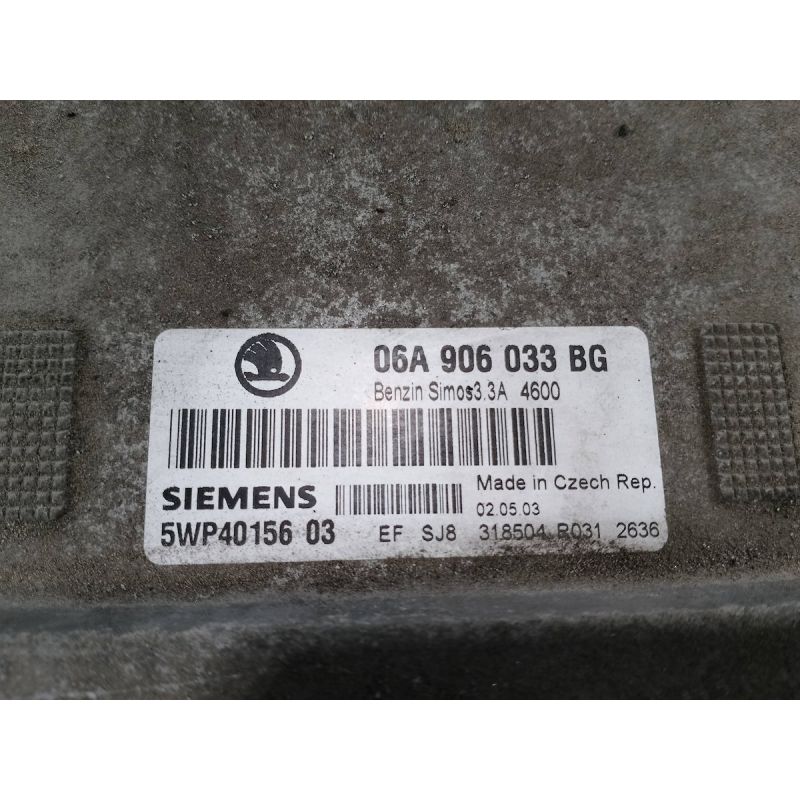 06A 906 033 BG
Benzin Simos3.3A 4600
SIEMENS
Made in Czech Rep.
02.05.03
5WP40156 03
EF SJ8 318504 R031 2636